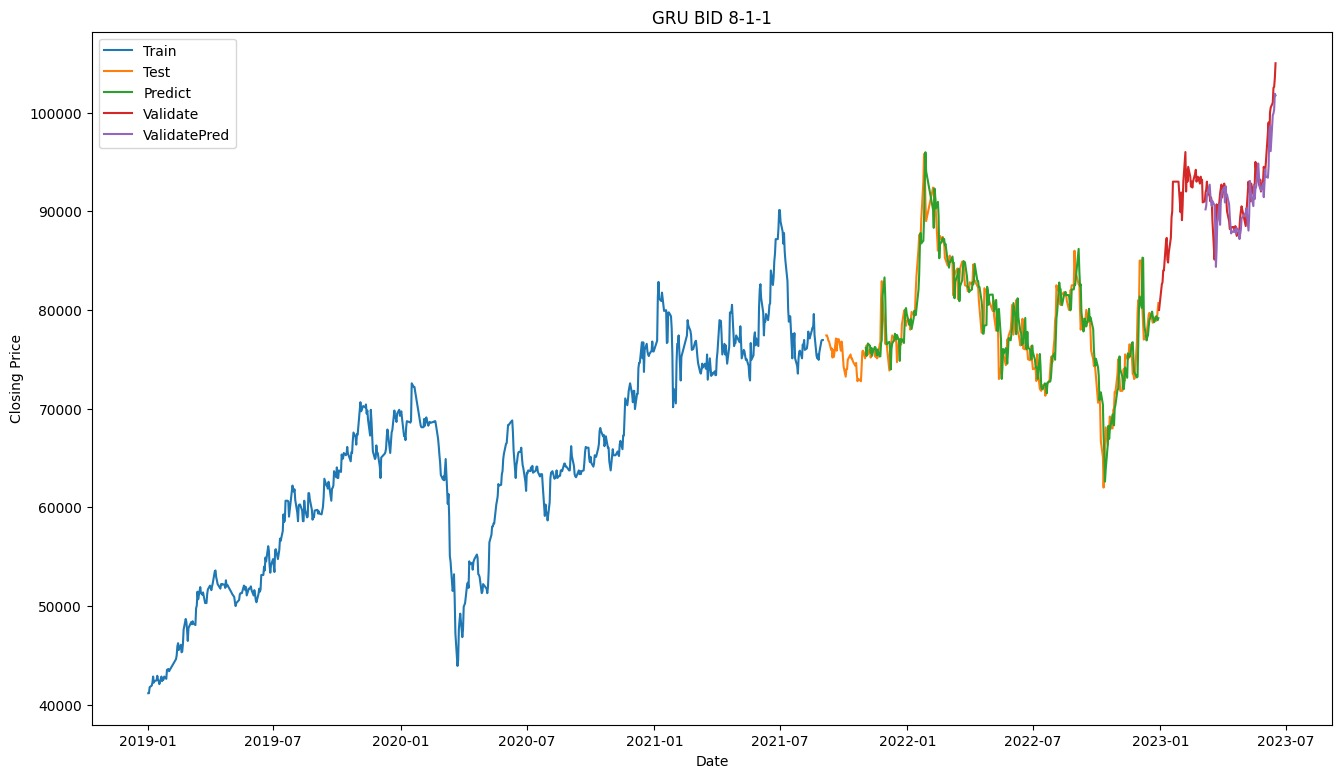 GRU BID 8-1-1
Train
Test
Predict
Validate
ValidatePred
Closing Price
100000
90000
80000
70000
60000
50000
40000
2019-01 2019-07 2020-01 2020-07 2021-01 2021-07 2022-01 2022-07 2023-01 2023-07
Date